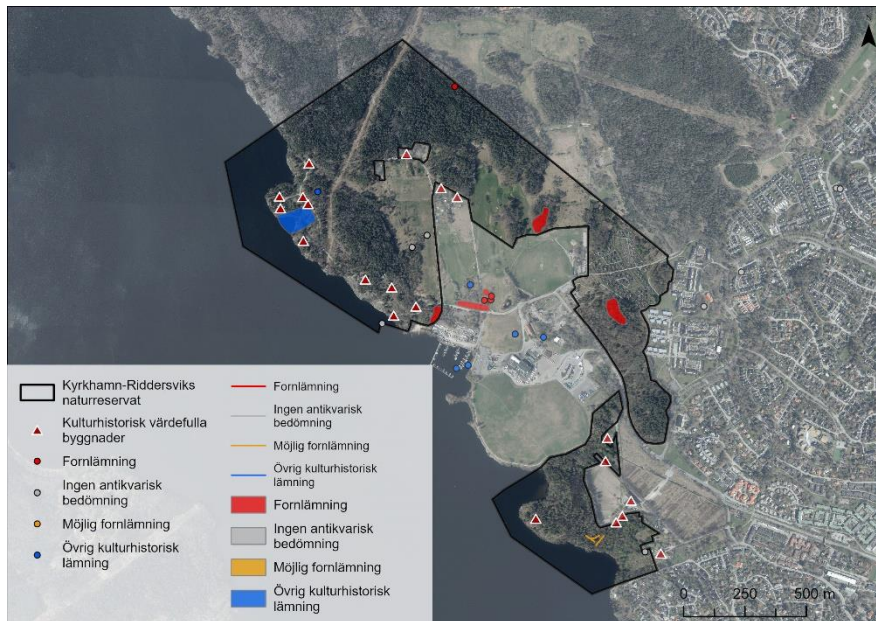 Kyrkhamn-Riddersviks
naturreservat
Kulturhistorisk värdefulla
byggnader
Fornlämning
Ingen antikvarisk
bedömning
Möjlig fornlämning
Övrig kulturhistorisk
lämning
Fornlämning
Ingen antikvarisk
bedömning
Möjlig fornlämning
Övrig kulturhistorisk
lämning
Fornlämning
Ingen antikvarisk
bedömning
Möjlig fornlämning
Övrig kulturhistorisk
lämning
0 250 500 m